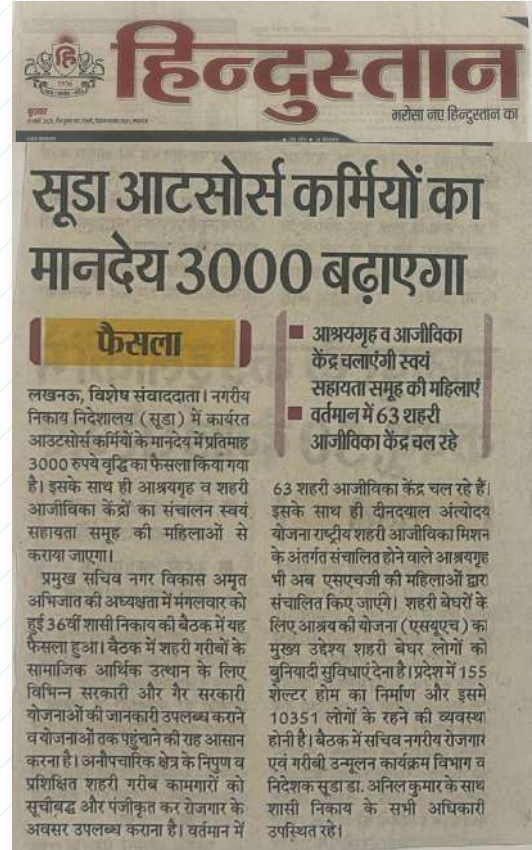 हिन्दुस्तान
भरोसा नए हिन्दुस्तान का
बुधवार
सूडा आटसोर्स कर्मियों का
मानदेय 3000 बढ़ाएगा
फैसला
■ आश्रयगृह व आजीविका
केंद्र चलाएंगी स्वयं
सहायता समूह की महिलाएं
■ वर्तमान में 63 शहरी
आजीविका केंद्र चल रहे
लखनऊ, विशेष संवाददाता। नगरीय
निकाय निदेशालय (सूडा) में कार्यरत
आउटसोर्स कर्मियों के मानदेय में प्रतिमाह
3000 रुपये वृद्धि का फैसला किया गया
है। इसके साथ ही आश्रयगृह व शहरी
आजीविका केंद्रों का संचालन स्वयं
सहायता समूह की महिलाओं से
कराया जाएगा।
प्रमुख सचिव नगर विकास अमृत
अभिजात की अध्यक्षता में मंगलवार को
हुई 36वीं शासी निकाय की बैठक में यह
फैसला हुआ। बैठक में शहरी गरीबों के
सामाजिक आर्थिक उत्थान के लिए
विभिन्न सरकारी और गैर सरकारी
योजनाओं की जानकारी उपलब्ध कराने
व योजनाओं तक पहुंचाने की राह आसान
करना है। अनौपचारिक क्षेत्र के निपुण व
प्रशिक्षित शहरी गरीब कामगारों को
सूचीबद्ध और पंजीकृत कर रोजगार के
अवसर उपलब्ध कराना है। वर्तमान में
63 शहरी आजीविका केंद्र चल रहे हैं।
इसके साथ ही दीनदयाल अंत्योदय
योजना राष्ट्रीय शहरी आजीविका मिशन
के अंतर्गत संचालित होने वाले आश्रयगृह
भी अब एसएचजी की महिलाओं द्वारा
संचालित किए जाएंगे। शहरी बेघरों के
लिए आश्रय की योजना (एसयूएच) का
मुख्य उद्देश्य शहरी बेघर लोगों को
बुनियादी सुविधाएं देना है। प्रदेश में 155
शेल्टर होम का निर्माण और इसमे
10351 लोगों के रहने की व्यवस्था
होनी है। बैठक में सचिव नगरीय रोजगार
एवं गरीबी उन्मूलन कार्यक्रम विभाग व
निदेशक सूडा डा. अनिल कुमार के साथ
शासी निकाय के सभी अधिकारी
उपस्थित रहे।